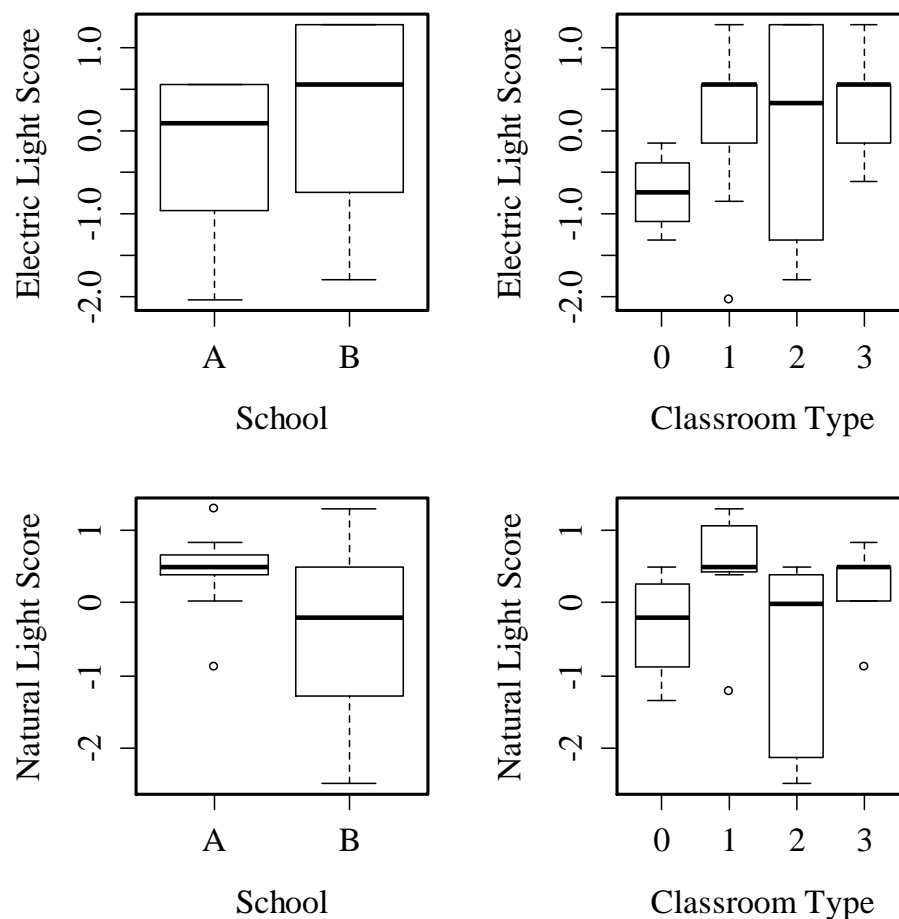 Electric Light Score
1.0
0.0
-1.0
-2.0
A
B
School
Electric Light Score
1.0
0.0
-1.0
-2.0
0
1
2
3
Classroom Type
Natural Light Score
1
0
-1
-2
A
B
School
Natural Light Score
1
0
-1
-2
0
1
2
3
Classroom Type